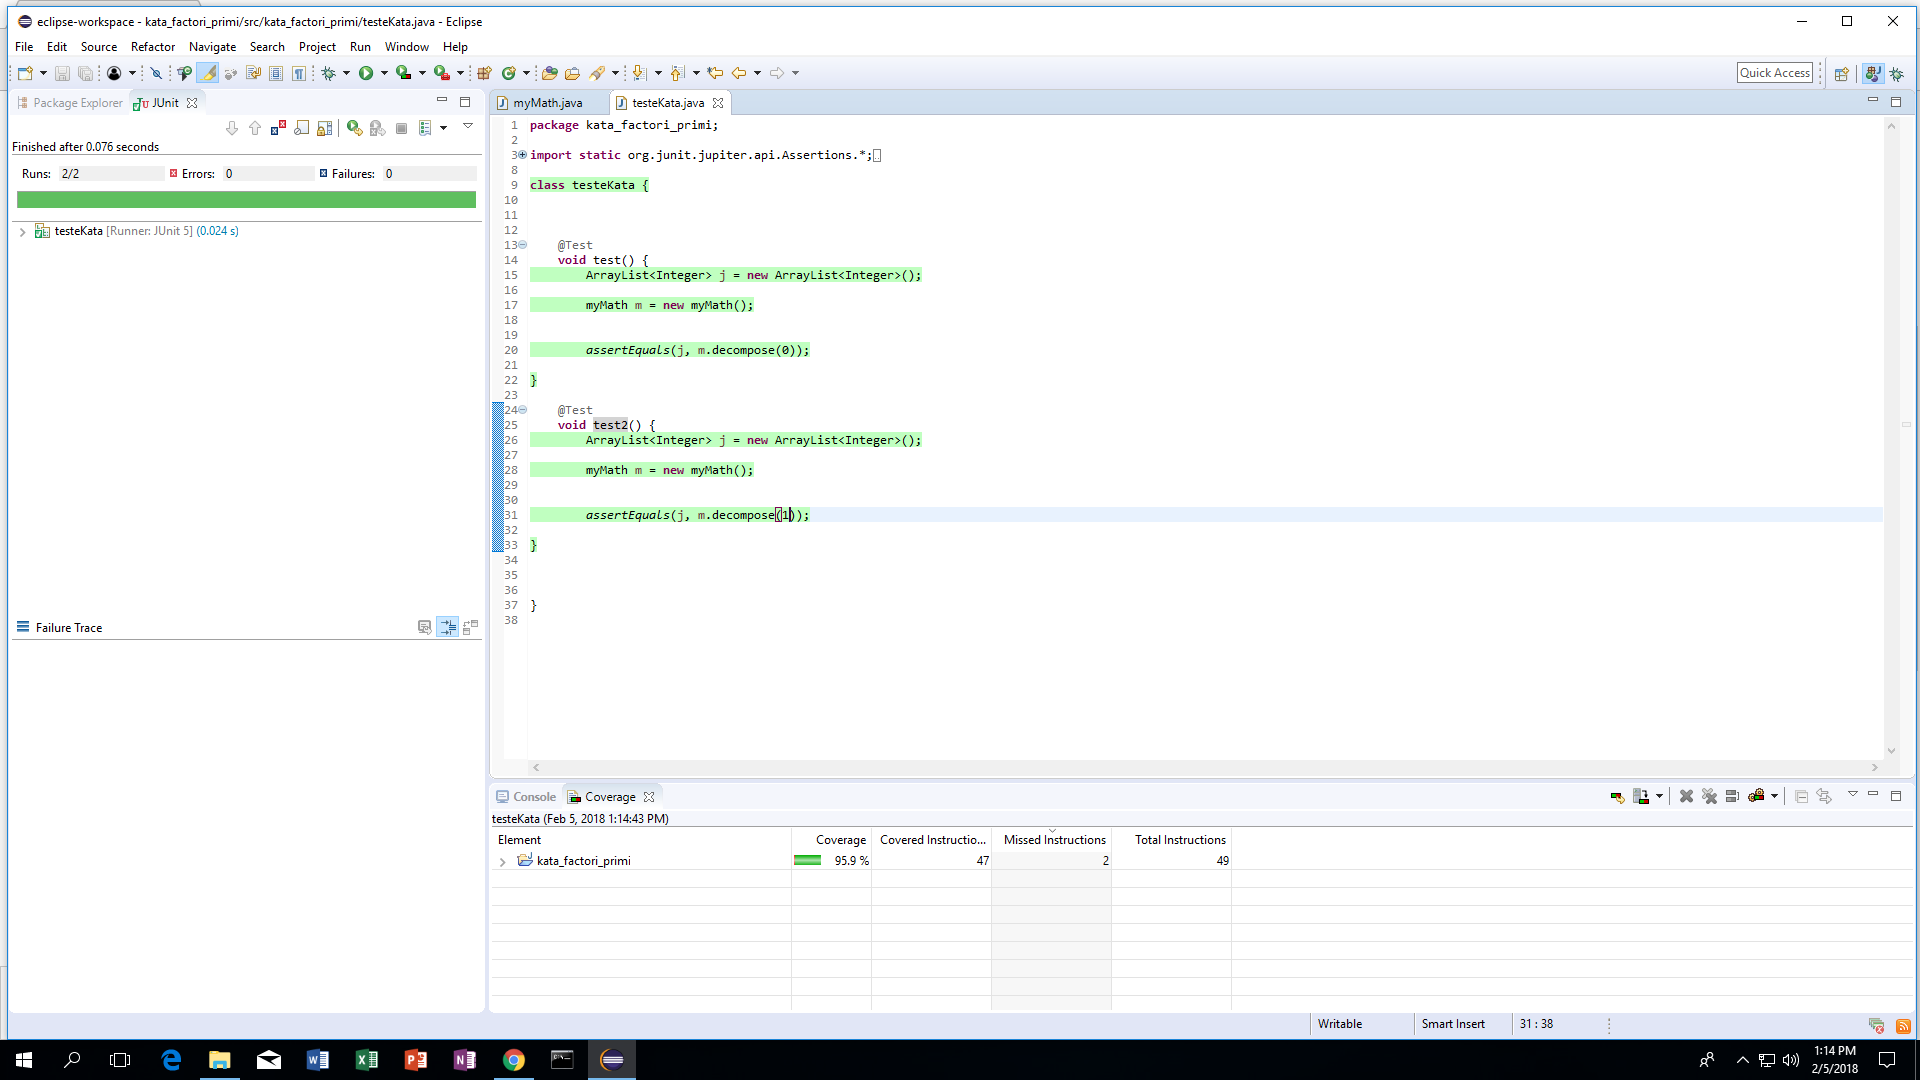 eclipse-workspace - kata_factori_primi/src/kata_factori_primi/testeKata.java - Eclipse
File Edit Source Refactor Navigate Search Project Run Window Help
Quick Access
Package Explorer
JUnit
Finished after 0.076 seconds
Runs: 2/2 Errors: 0 Failures: 0
testeKata [Runner: JUnit 5] (0.024 s)
Failure Trace
myMath.java
testeKata.java
1 package kata_factori_primi;
2
3 import static org.junit.jupiter.api.Assertions.*;
8
9 class testeKata {
10
11
12
13 @Test
14 void test() {
15 ArrayList<Integer> j = new ArrayList<Integer>();
16
17 myMath m = new myMath();
18
19
20 assertEquals(j, m.decompose(0));
21
22 }
23
24 @Test
25 void test2() {
26 ArrayList<Integer> j = new ArrayList<Integer>();
27
28 myMath m = new myMath();
29
30
31 assertEquals(j, m.decompose(1));
32
33 }
34
35
36
37 }
38
Console
Coverage
testeKata (Feb 5, 2018 1:14:43 PM)
Element Coverage Covered Instructio... Missed Instructions Total Instructions
kata_factori_primi 95.9 % 47 2 49
Writable Smart Insert 31 : 38
1:14 PM
2/5/2018